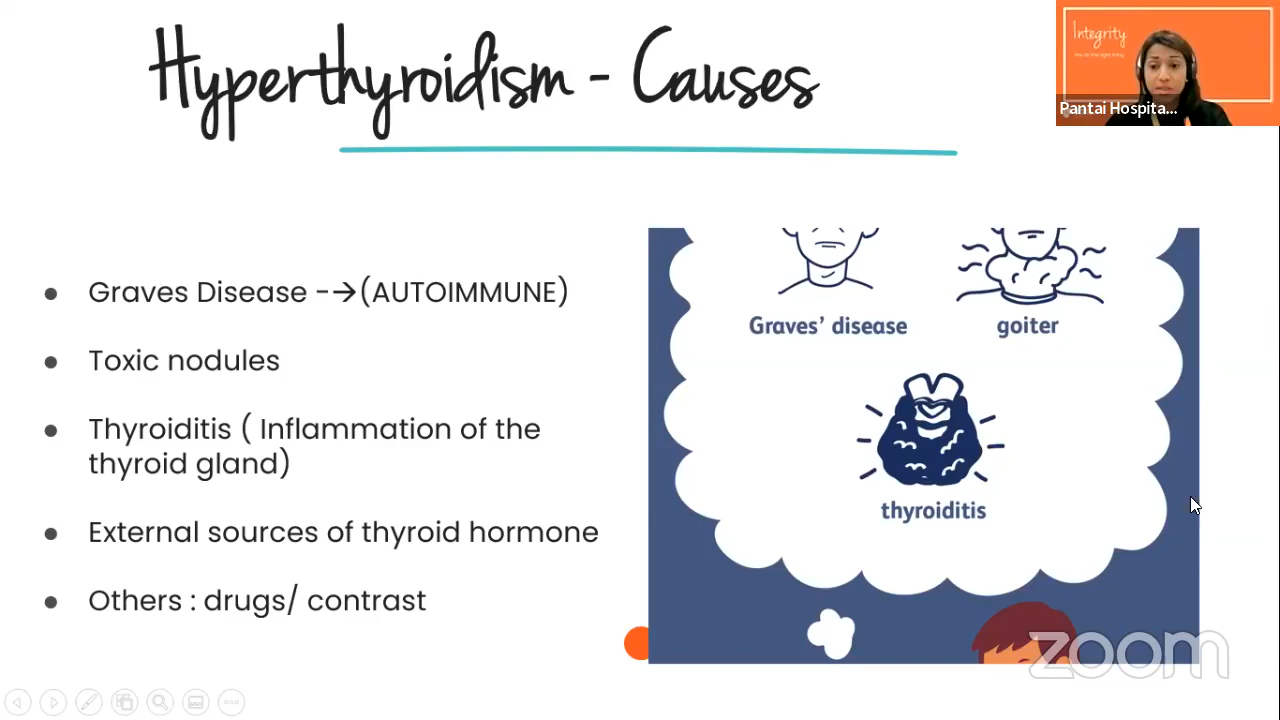 Hyperthyroidism - Causes
Integrity
Pantai Hospita...
Graves Disease -→(AUTOIMMUNE)
Toxic nodules
Thyroiditis ( Inflammation of the
thyroid gland)
External sources of thyroid hormone
Others : drugs/ contrast
Graves' disease
goiter
thyroiditis
zoom